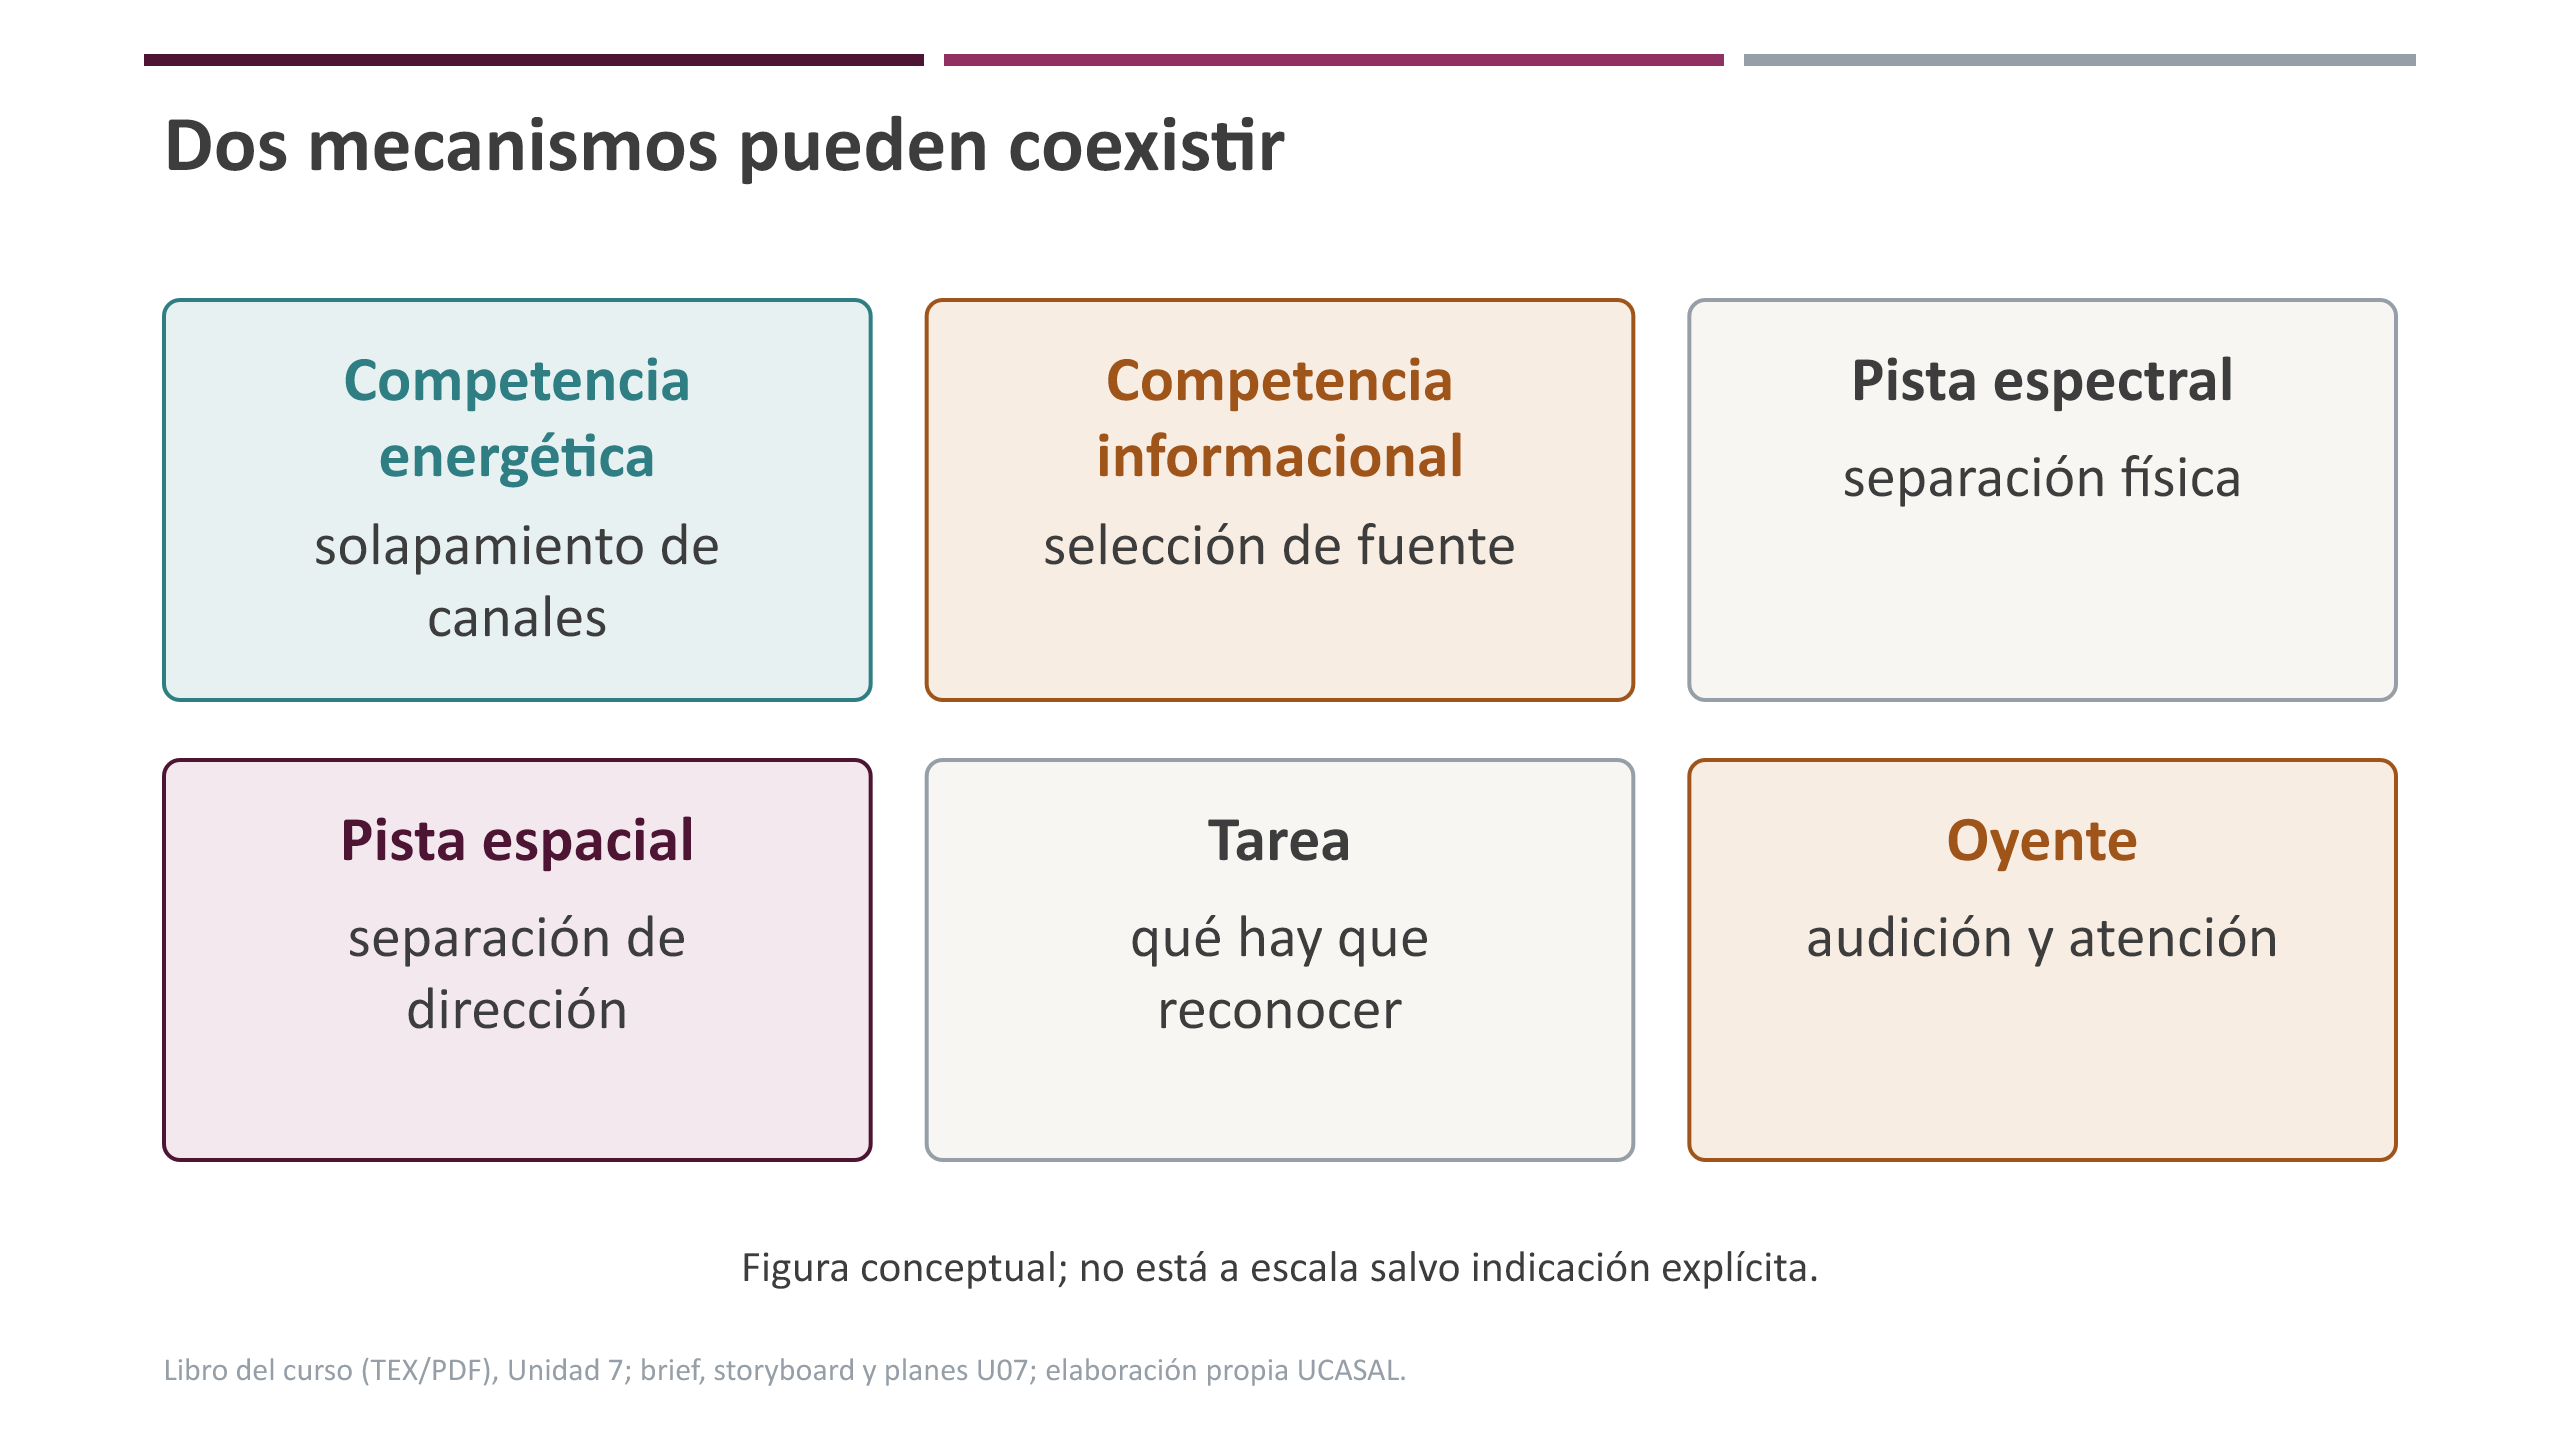 Dos mecanismos pueden coexistir
Competencia
energética
solapamiento de
canales
Competencia
informacional
selección de fuente
Pista espectral
separación física
Pista espacial
separación de
dirección
Tarea
qué hay que
reconocer
Oyente
audición y atención
Figura conceptual; no está a escala salvo indicación explícita.
Libro del curso (TEX/PDF), Unidad 7; brief, storyboard y planes U07; elaboración propia UCASAL.